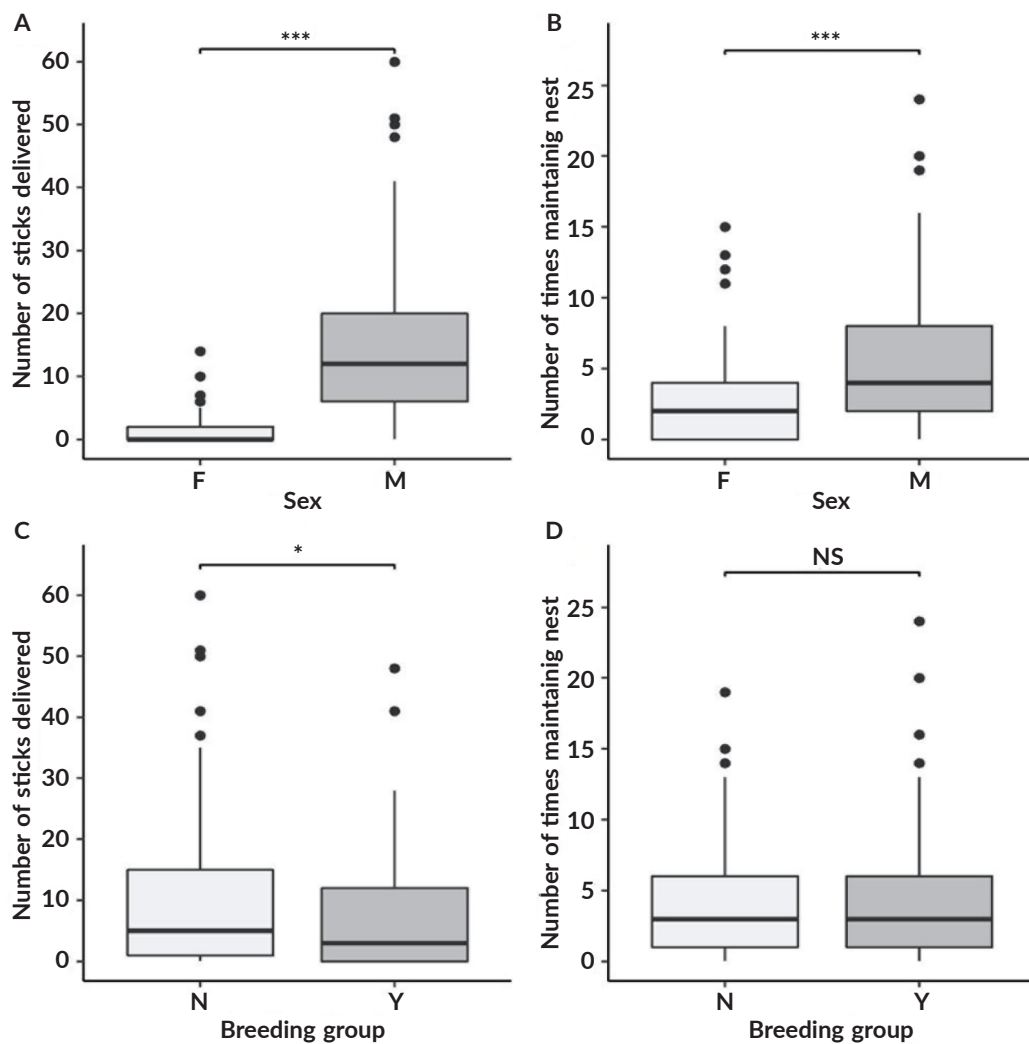 A
***
Number of sticks delivered
60
50
40
30
20
10
0
F
M
Sex
B
***
Number of times maintainig nest
25
20
15
10
5
0
F
M
Sex
C
*
Number of sticks delivered
60
50
40
30
20
10
0
N
Y
Breeding group
D
NS
Number of times maintainig nest
25
20
15
10
5
0
N
Y
Breeding group